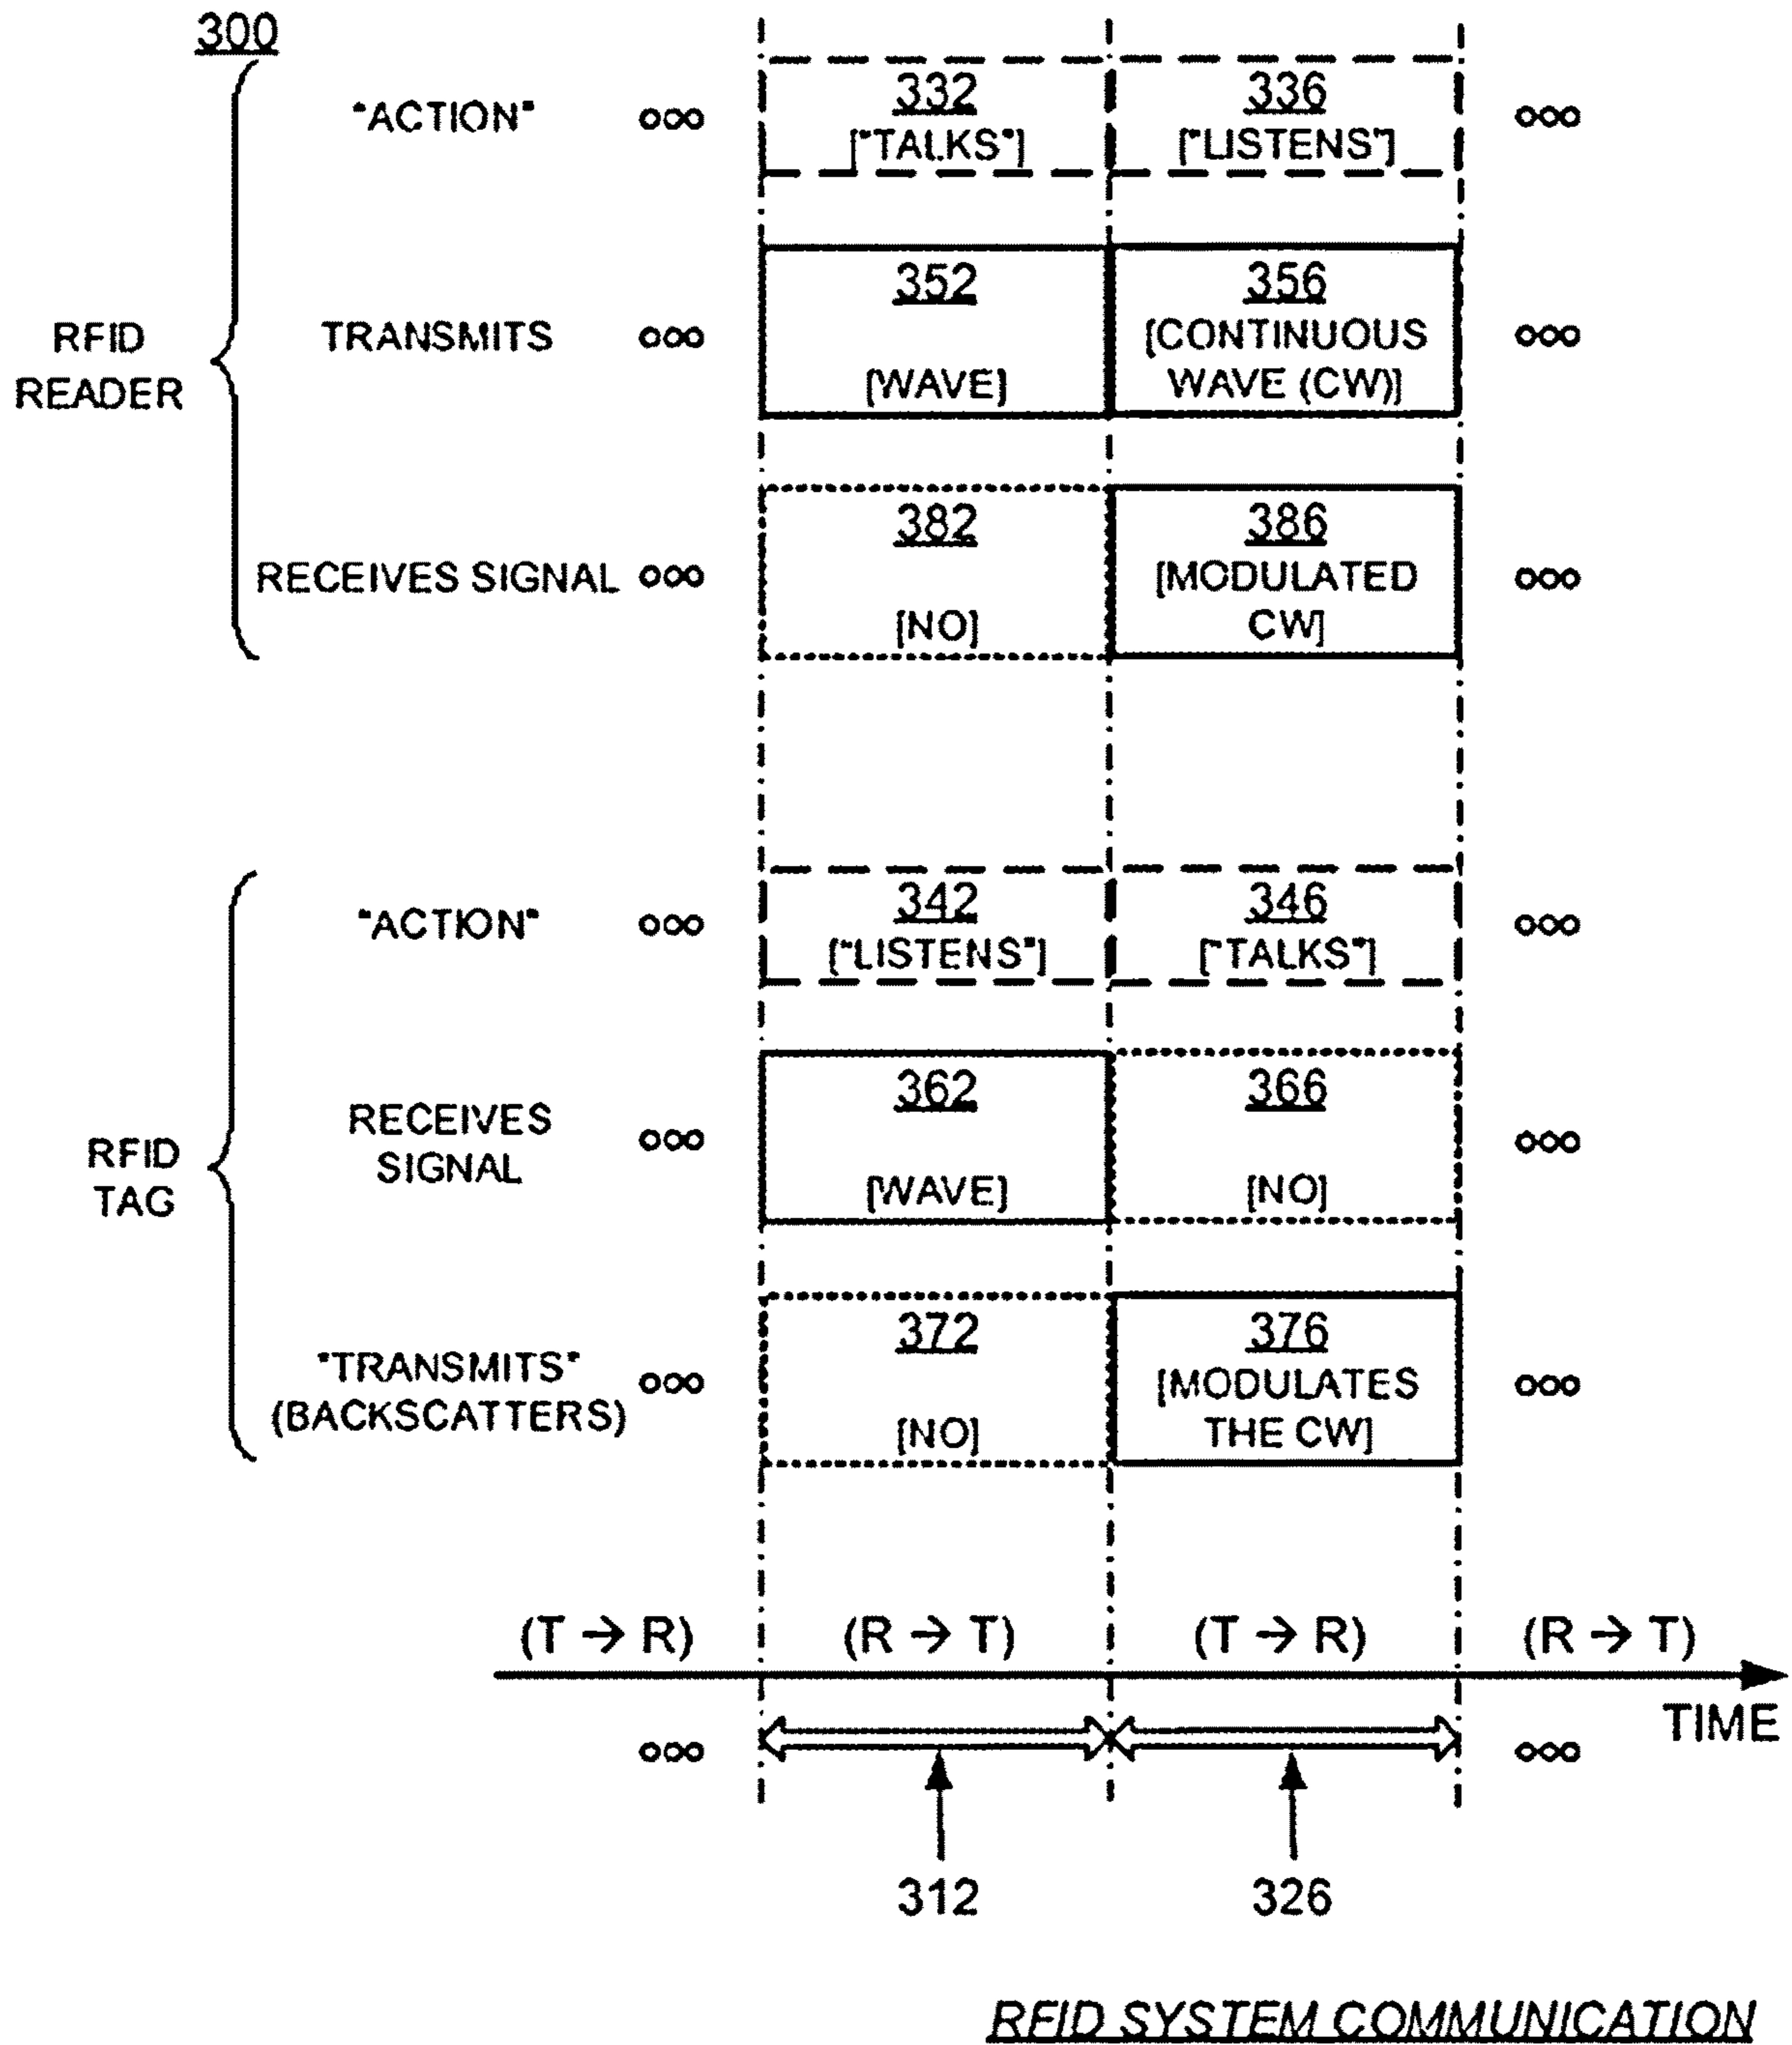 300
"ACTION"
332
["TALKS"]
336
["LISTENS"]
RFID
READER
TRANSMITS
352
[WAVE]
356
[CONTINUOUS
WAVE (CW)]
RECEIVES SIGNAL
382
[NO]
386
[MODULATED
CW]
"ACTION"
342
["LISTENS"]
346
["TALKS"]
RFID
TAG
RECEIVES
SIGNAL
362
[WAVE]
366
[NO]
"TRANSMITS"
(BACKSCATTERS)
372
[NO]
376
[MODULATES
THE CW]
(T → R) (R → T) (T → R) (R → T)
TIME
312 326
RFID SYSTEM COMMUNICATION